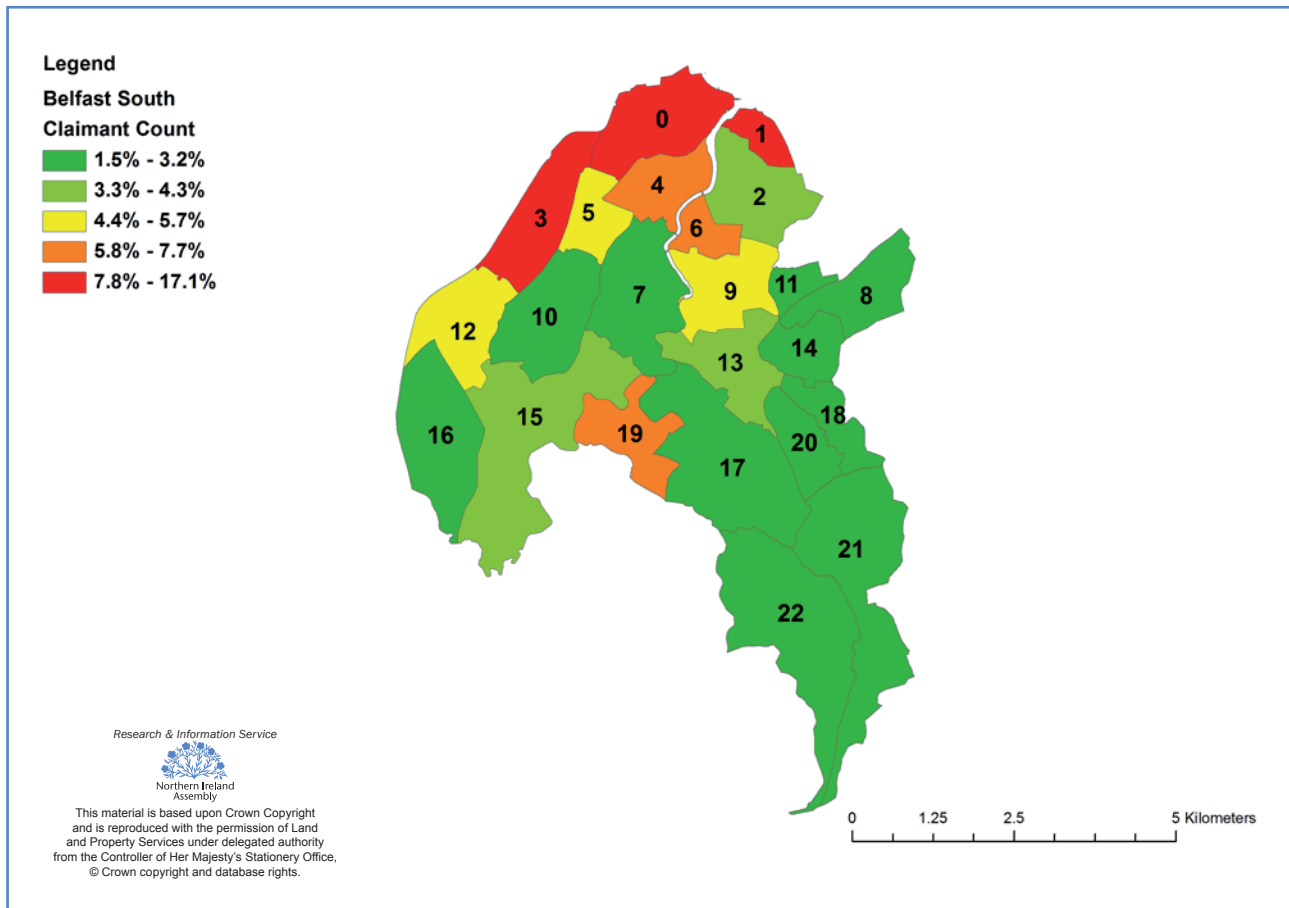 Legend
Belfast South
Claimant Count
1.5% - 3.2%
3.3% - 4.3%
4.4% - 5.7%
5.8% - 7.7%
7.8% - 17.1%
0
1
2
3
4
5
6
7
8
9
10
11
12
13
14
15
16
17
18
19
20
21
22
Research & Information Service
Northern Ireland
Assembly
This material is based upon Crown Copyright
and is reproduced with the permission of Land
and Property Services under delegated authority
from the Controller of Her Majesty's Stationery Office,
© Crown copyright and database rights.
0 1.25 2.5 5 Kilometers